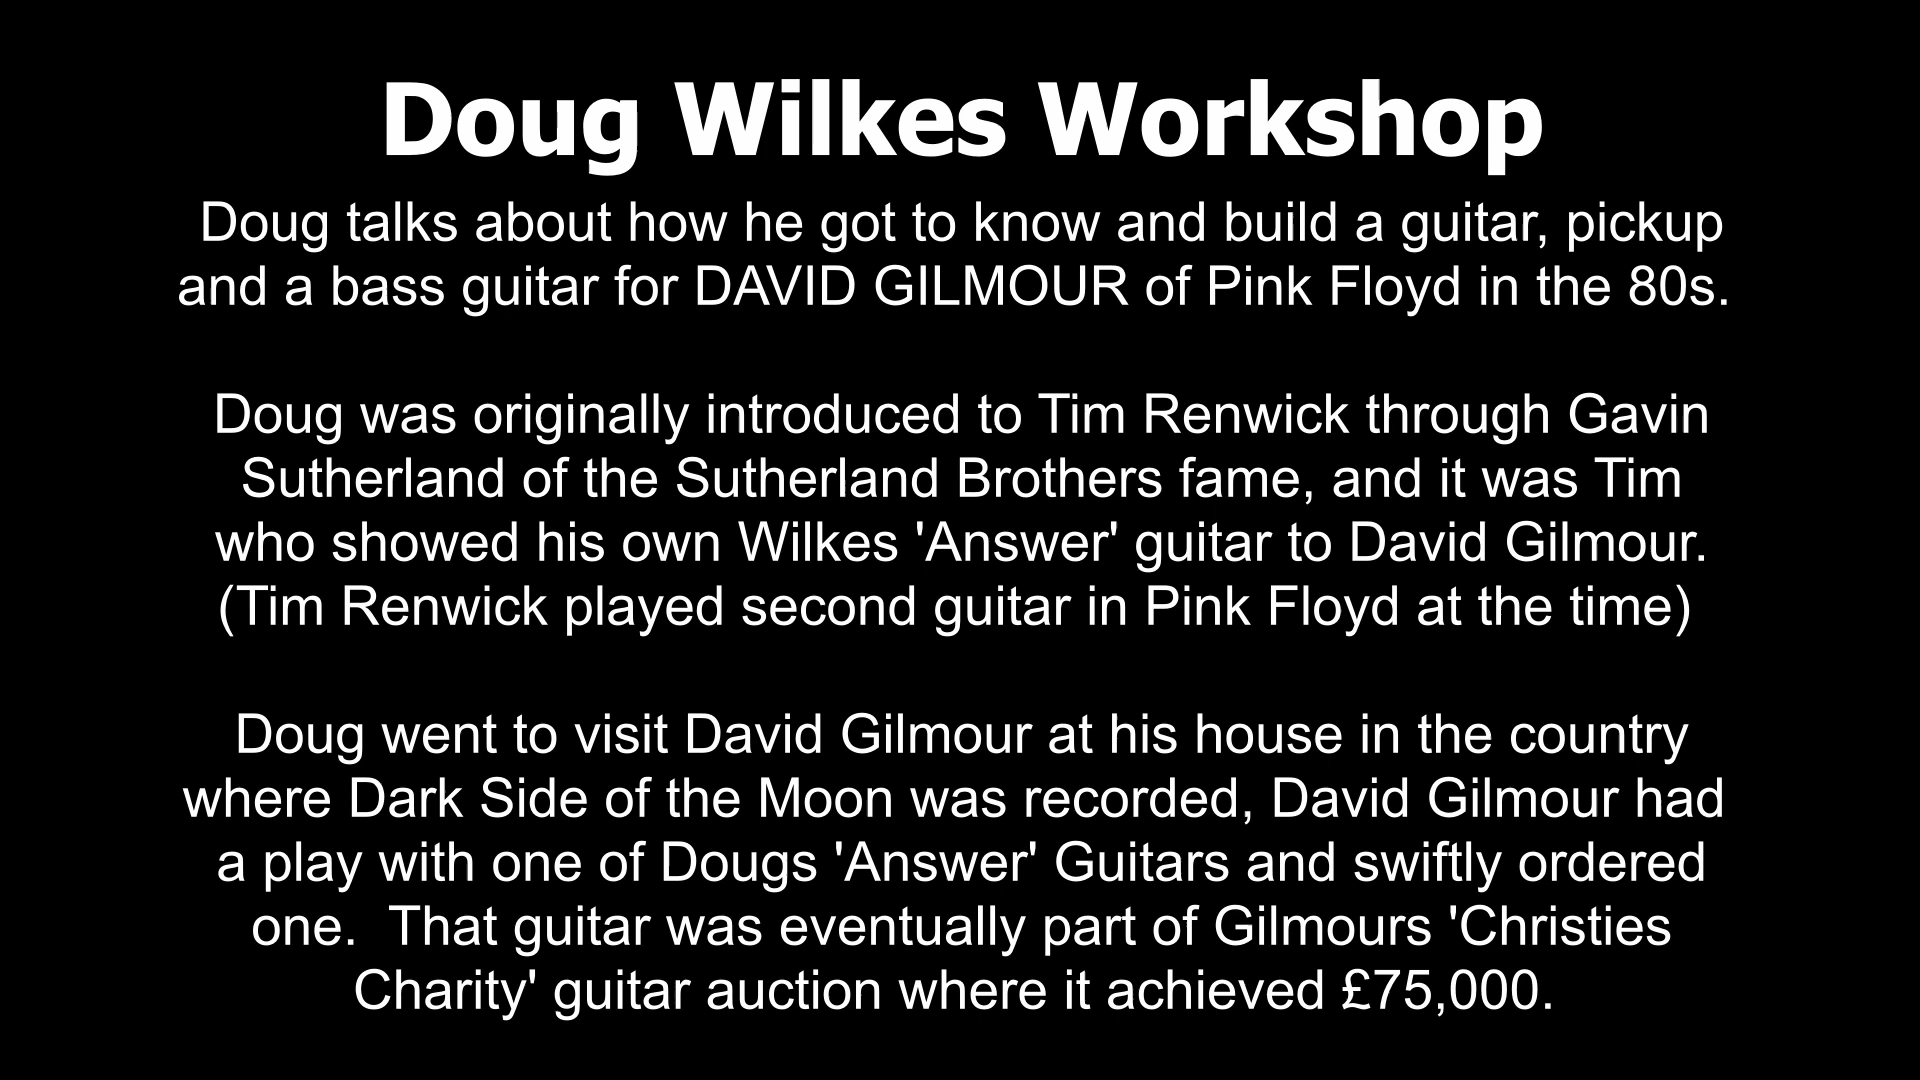 Doug Wilkes Workshop
Doug talks about how he got to know and build a guitar, pickup
and a bass guitar for DAVID GILMOUR of Pink Floyd in the 80s.
Doug was originally introduced to Tim Renwick through Gavin
Sutherland of the Sutherland Brothers fame, and it was Tim
who showed his own Wilkes 'Answer' guitar to David Gilmour.
(Tim Renwick played second guitar in Pink Floyd at the time)
Doug went to visit David Gilmour at his house in the country
where Dark Side of the Moon was recorded, David Gilmour had
a play with one of Dougs 'Answer' Guitars and swiftly ordered
one.  That guitar was eventually part of Gilmours 'Christies
Charity' guitar auction where it achieved £75,000.